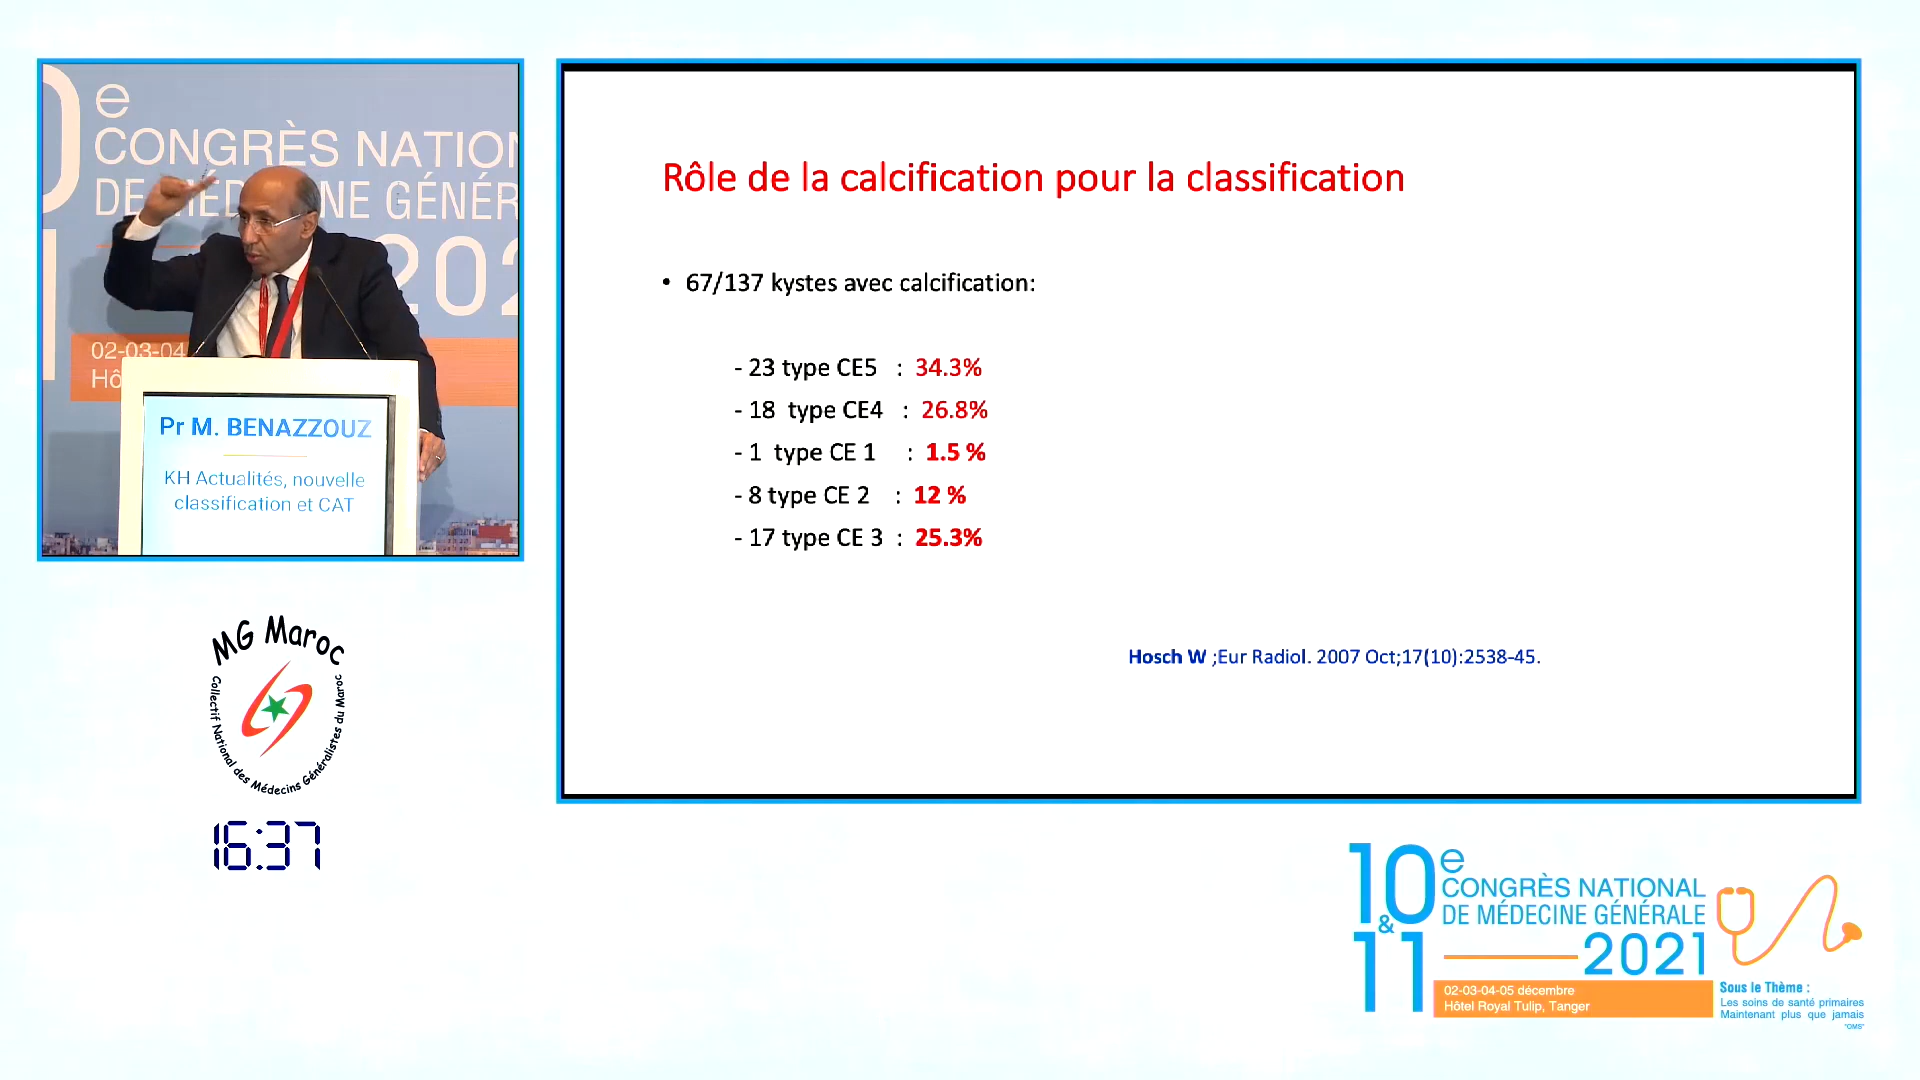 e
CONGRÈS NATION
DE MÉDECINE GÉNÉR
202
02-03-04
Hô
Pr M. BENAZZOUZ
KH Actualités, nouvelle
classification et CAT
Rôle de la calcification pour la classification
• 67/137 kystes avec calcification:
- 23 type CE5 : 34.3%
- 18 type CE4 : 26.8%
- 1 type CE 1 : 1.5 %
- 8 type CE 2 : 12 %
- 17 type CE 3 : 25.3%
Hosch W ;Eur Radiol. 2007 Oct;17(10):2538-45.
MG Maroc
Collectif National des Médecins Généralistes du Maroc
16:37
10e & 11
CONGRÈS NATIONAL
DE MÉDECINE GÉNÉRALE
2021
02-03-04-05 décembre
Hôtel Royal Tulip, Tanger
Sous le Thème :
Les soins de santé primaires
Maintenant plus que jamais
"OMS"